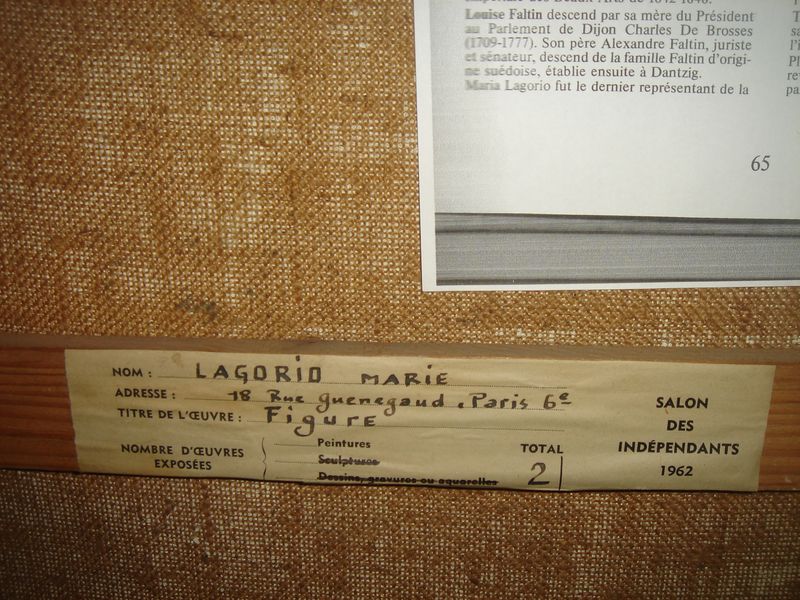 Louise Faltin descend par sa mère du Président
au Parlement de Dijon Charles De Brosses
(1709-1777). Son père Alexandre Faltin, juriste
et sénateur, descend de la famille Faltin d'origi-
ne suédoise, établie ensuite à Dantzig.
Maria Lagorio fut le dernier représentant de la
65
NOM : LAGORIO MARIE
ADRESSE : 18 Rue guenegaud. Paris 6e
TITRE DE L'ŒUVRE : Figure
NOMBRE D'ŒUVRES
EXPOSÉES
Peintures
Sculptures
Dessins, gravures ou aquarelles
TOTAL
2
SALON
DES
INDÉPENDANTS
1962